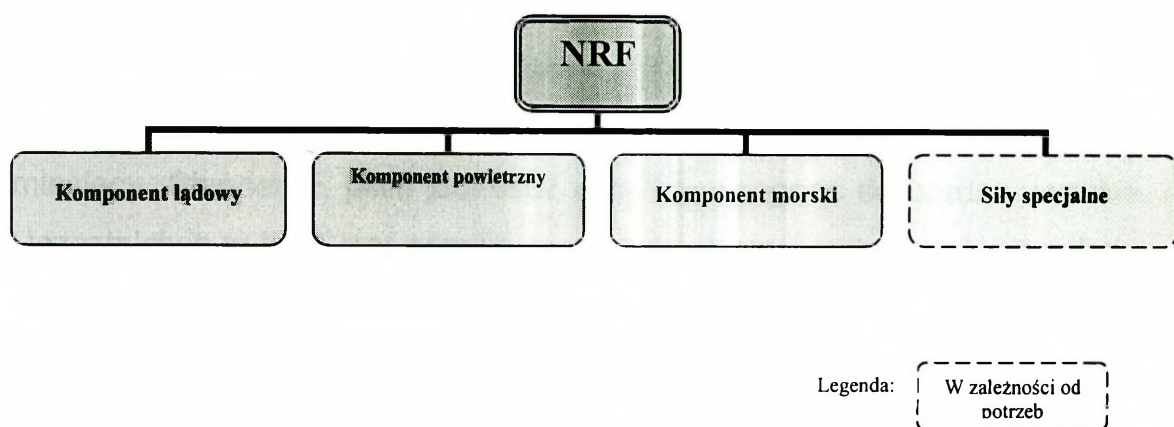 NRF
Komponent lądowy
Komponent powietrzny
Komponent morski
Siły specjalne
Legenda:
W zależności od
potrzeb